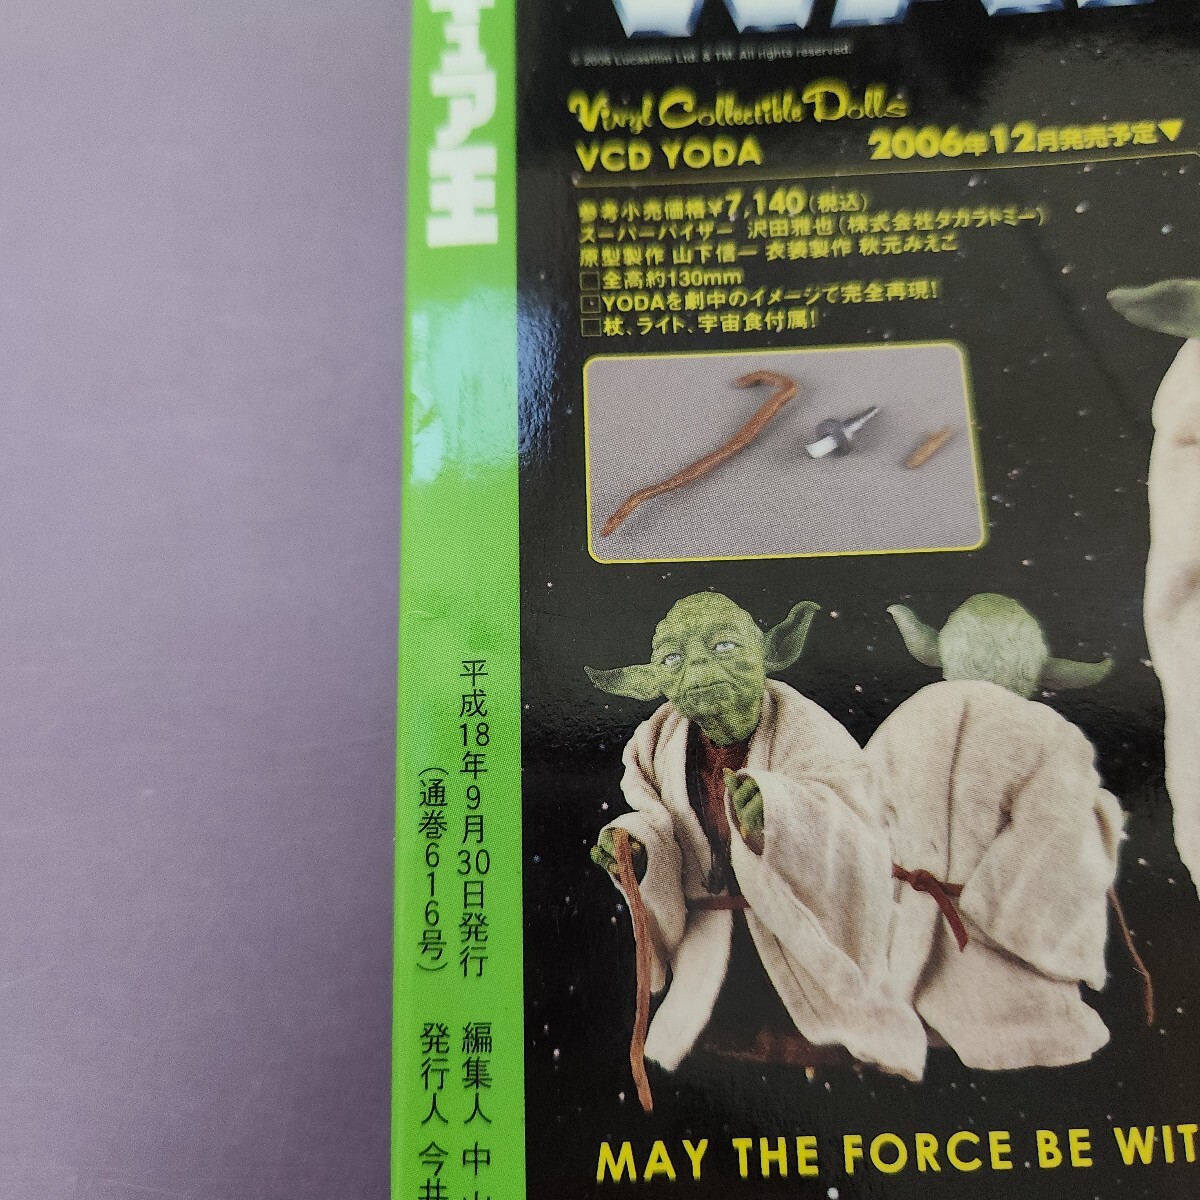 ュア王
平成18年9月30日発行
(通巻616号)
編集人 中山
発行人 今井
© 2006 Lucasfilm Ltd. & TM. All rights reserved.
Vinyl Collectible Dolls
VCD YODA
2006年12月発売予定▼
参考小売価格¥7,140(税込)
スーパーバイザー 沢田雅也(株式会社タカラトミー)
原型製作 山下信一 衣装製作 秋元みえこ
□全高約130mm
□YODAを劇中のイメージで完全再現!
□杖、ライト、宇宙食付属!
MAY THE FORCE BE WIT